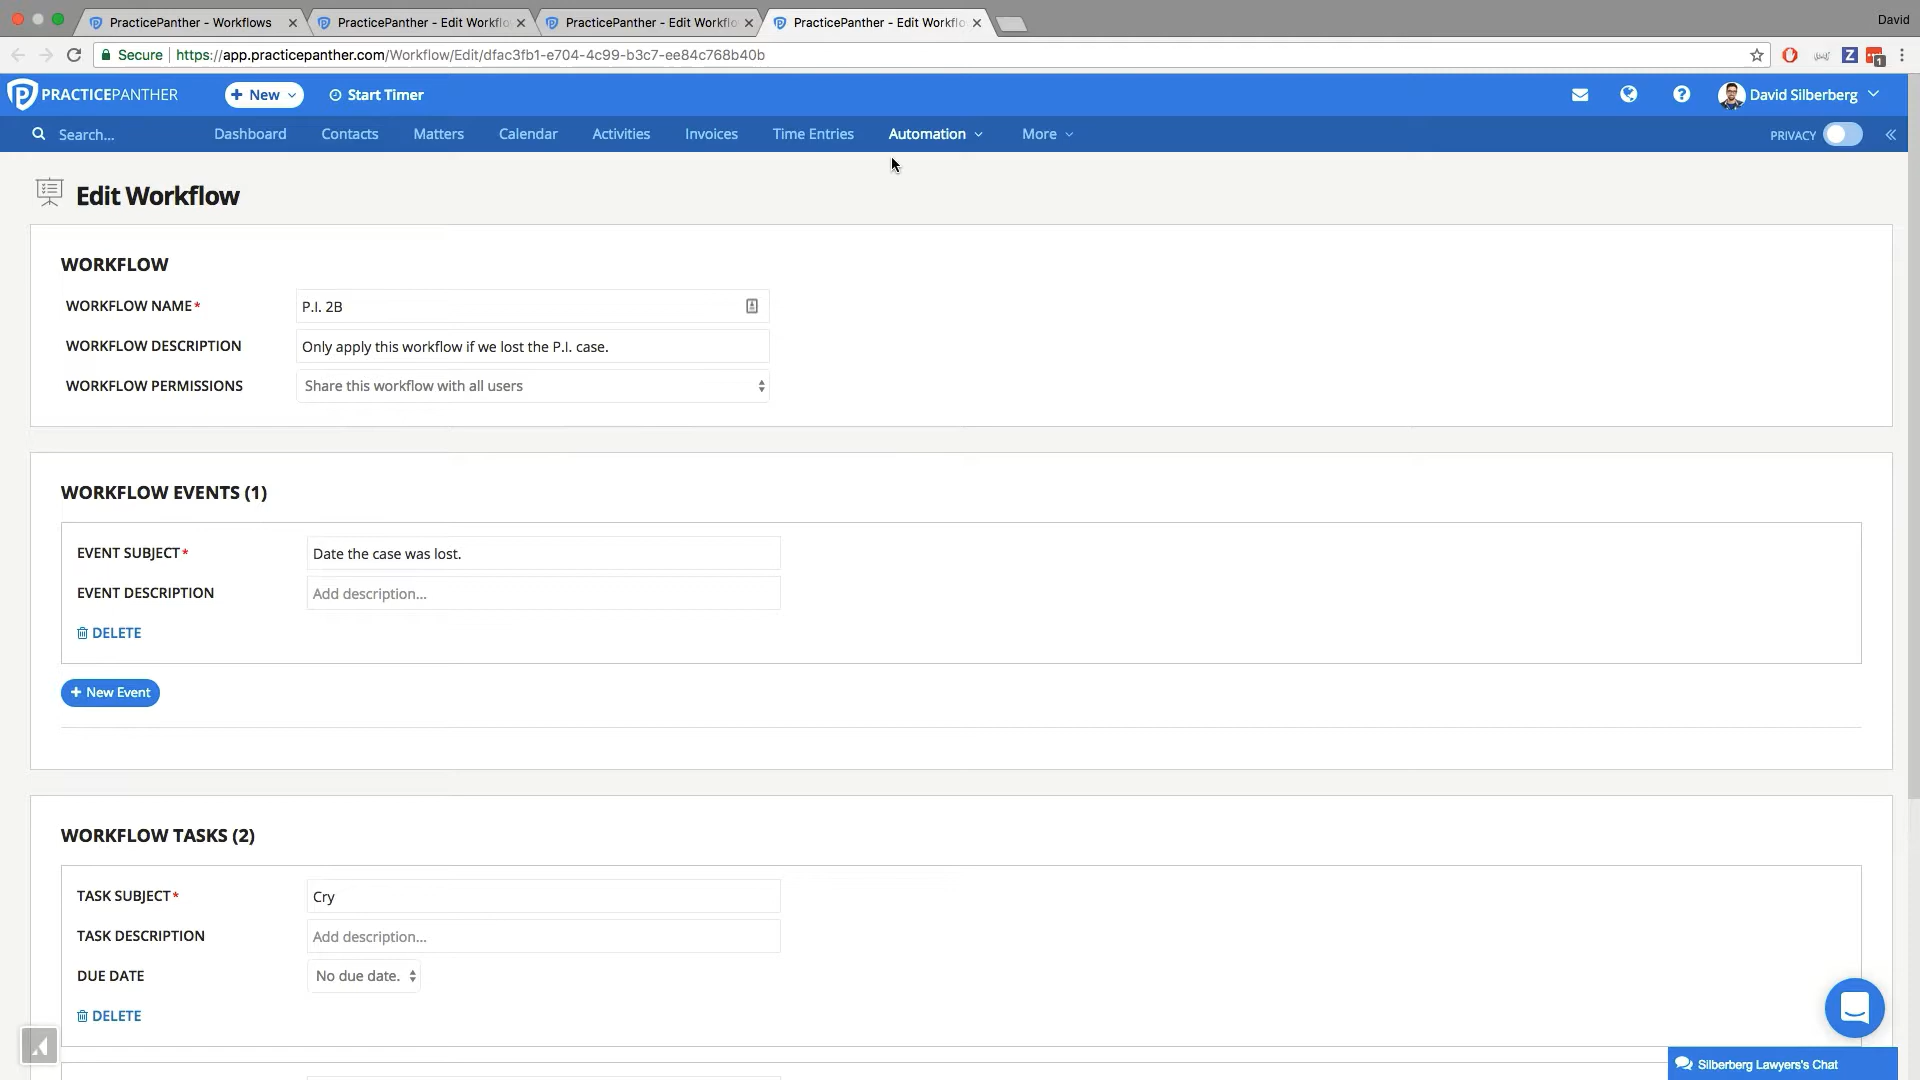 PracticePanther - Workflows
PracticePanther - Edit Workflo
PracticePanther - Edit Workflo
PracticePanther - Edit Workflo
David
Secure
https://app.practicepanther.com/Workflow/Edit/dfac3fb1-e704-4c99-b3c7-ee84c768b40b
Z
1
PRACTICEPANTHER
+ New
Start Timer
David Silberberg
Search...
Dashboard
Contacts
Matters
Calendar
Activities
Invoices
Time Entries
Automation
More
PRIVACY
Edit Workflow
WORKFLOW
WORKFLOW NAME*
P.I. 2B
WORKFLOW DESCRIPTION
Only apply this workflow if we lost the P.I. case.
WORKFLOW PERMISSIONS
Share this workflow with all users
WORKFLOW EVENTS (1)
EVENT SUBJECT*
Date the case was lost.
EVENT DESCRIPTION
Add description...
DELETE
+ New Event
WORKFLOW TASKS (2)
TASK SUBJECT*
Cry
TASK DESCRIPTION
Add description...
DUE DATE
No due date.
DELETE
Silberberg Lawyers's Chat